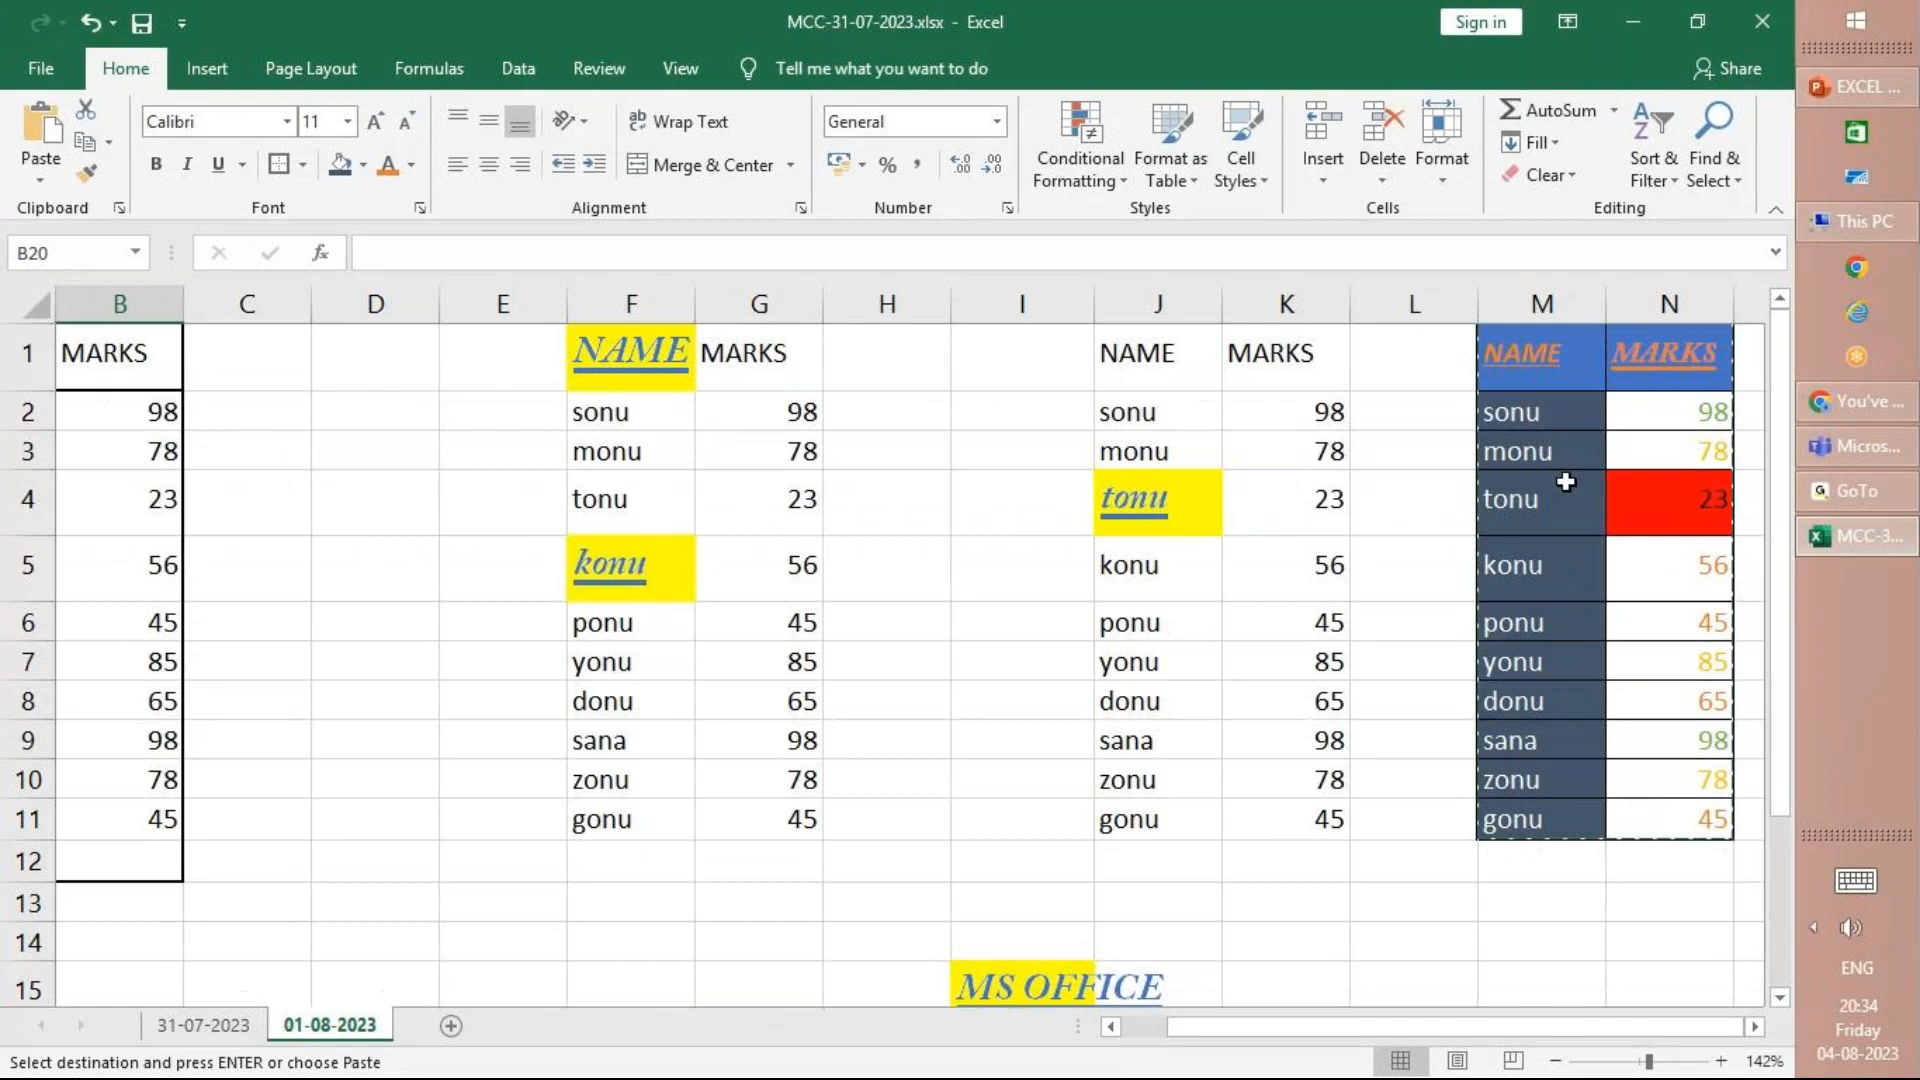 MCC-31-07-2023.xlsx - Excel
Sign in
File Home Insert Page Layout Formulas Data Review View Tell me what you want to do Share
Paste
Clipboard
Calibri 11
B I U
Font
Wrap Text
Merge & Center
Alignment
General
Number
Conditional Formatting
Format as Table
Cell Styles
Styles
Insert Delete Format
Cells
AutoSum
Fill
Clear
Sort & Filter
Find & Select
Editing
B20 fx
B C D E F G H I J K L M N
1 MARKS NAME MARKS NAME MARKS NAME MARKS
2 98 sonu 98 sonu 98 sonu 98
3 78 monu 78 monu 78 monu 78
4 23 tonu 23 tonu 23 tonu 23
5 56 konu 56 konu 56 konu 56
6 45 ponu 45 ponu 45 ponu 45
7 85 yonu 85 yonu 85 yonu 85
8 65 donu 65 donu 65 donu 65
9 98 sana 98 sana 98 sana 98
10 78 zonu 78 zonu 78 zonu 78
11 45 gonu 45 gonu 45 gonu 45
12
13
14
15 MS OFFICE
31-07-2023 01-08-2023
Select destination and press ENTER or choose Paste
142%
EXCEL ...
This PC
You've ...
Micros...
GoTo
MCC-3...
ENG
20:34
Friday
04-08-2023